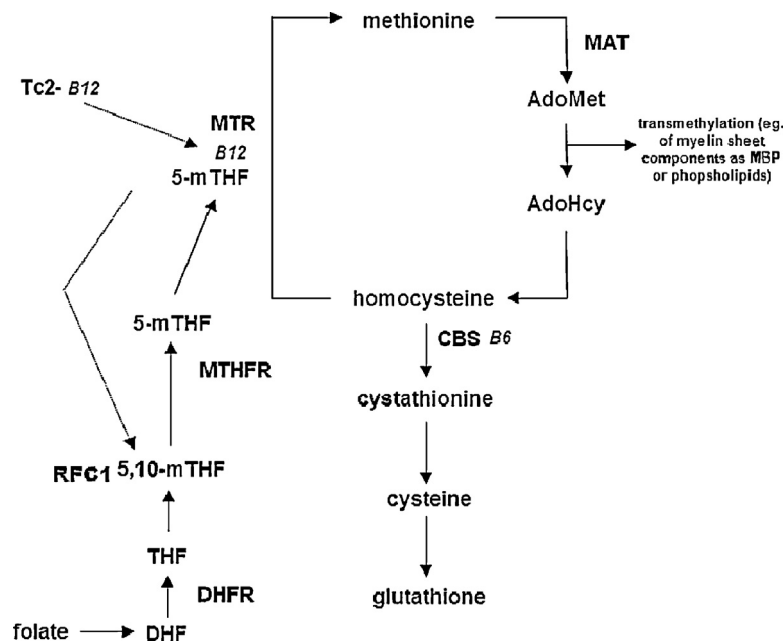 methionine
MAT
Tc2- B12
AdoMet
MTR
B12
5-mTHF
transmethylation (eg.
of myelin sheet
components as MBP
or phopsholipids)
AdoHcy
homocysteine
5-mTHF
CBS B6
MTHFR
cystathionine
RFC1 5,10-mTHF
cysteine
THF
DHFR
glutathione
folate
DHF